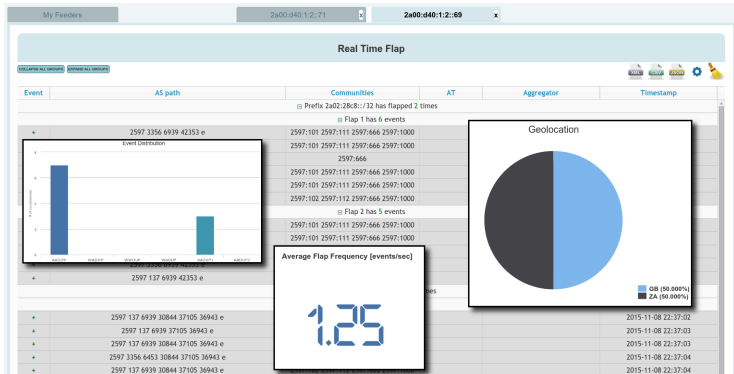 My Feeders
2a00:d40:1:2::71 x
2a00:d40:1:2::69 x
Real Time Flap
COLLAPSE ALL GROUPS EXPAND ALL GROUPS
XML CSV JSON
Event AS path Communities AT Aggregator Timestamp
Prefix 2a02:28c8::/32 has flapped 2 times
Flap 1 has 6 events
+ 2597 3356 6939 42353 e 2597:101 2597:111 2597:666 2597:1000
2597:101 2597:111 2597:666 2597:1000
2597:666
2597:101 2597:111 2597:666 2597:1000
2597:101 2597:111 2597:666 2597:1000
2597:102 2597:112 2597:666 2597:1000
Flap 2 has 5 events
2597:101 2597:111 2597:666 2597:1000
2597:101 2597:111 2597:666 2597:1000
Event Distribution
Geolocation
GB (50.000%)
ZA (50.000%)
Average Flap Frequency [events/sec]
1.25
+ 2597 3356 6939 42353 e
+ 2597 137 6939 42353 e
+ 2597 137 6939 30844 37105 36943 e 2015-11-08 22:37:02
+ 2597 137 6939 37105 36943 e 2015-11-08 22:37:03
+ 2597 137 6939 30844 37105 36943 e 2015-11-08 22:37:03
+ 2597 3356 6453 30844 37105 36943 e 2015-11-08 22:37:04
+ 2597 137 6939 30844 37105 36943 e 2015-11-08 22:37:04